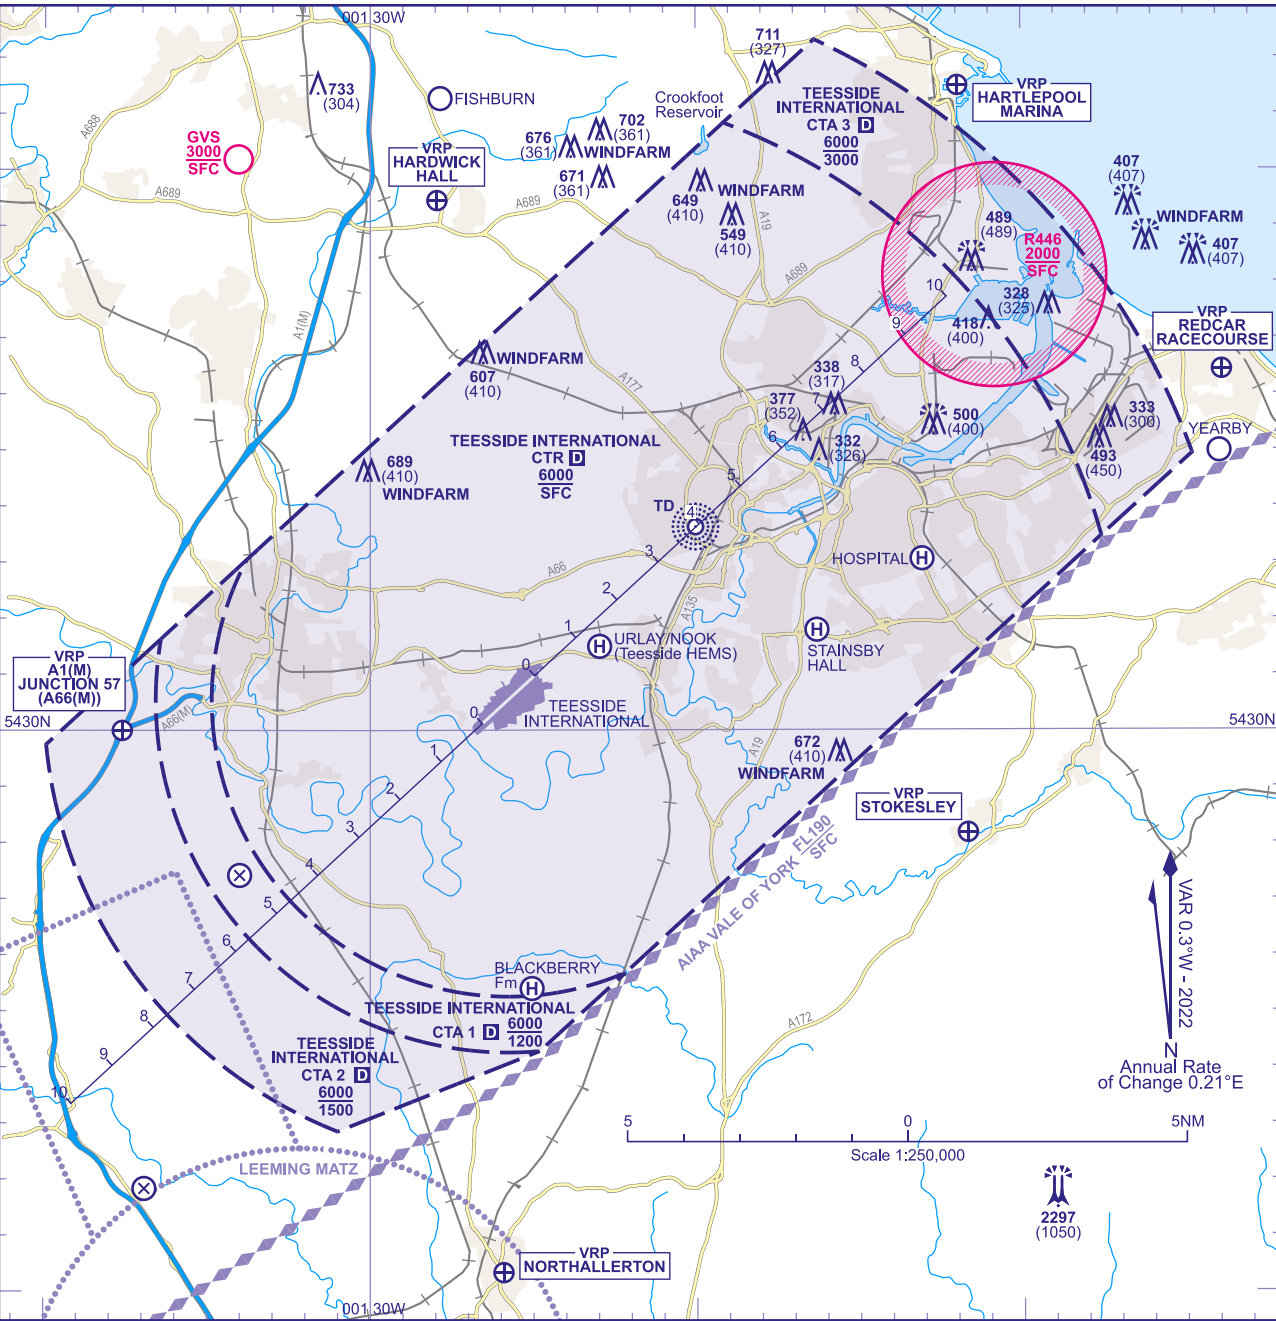 001 30W
711
(327)
733
(304)
FISHBURN
Crookfoot
Reservoir
TEESSIDE
INTERNATIONAL
CTA 3 D
6000
3000
VRP
HARTLEPOOL
MARINA
A688
GVS
3000
SFC
702
(361)
676
(361)
WINDFARM
671
(361)
VRP
HARDWICK
HALL
A689
A689
649
(410)
WINDFARM
549
(410)
A19
A689
407
(407)
WINDFARM
407
(407)
489
(489)
R446
2000
SFC
328
(325)
418
(400)
10
9
8
7
6
5
4
3
2
1
0
A1(M)
VRP
REDCAR
RACECOURSE
YEARBY
607
(410)
WINDFARM
A177
338
(317)
377
(352)
332
(326)
500
(400)
333
(300)
493
(450)
TEESSIDE INTERNATIONAL
CTR D
6000
SFC
689
(410)
WINDFARM
TD
HOSPITAL H
A66
A135
H URLAY NOOK
(Teesside HEMS)
H
STAINSBY
HALL
VRP
A1(M)
JUNCTION 57
(A66(M))
A66(M)
5430N
TEESSIDE
INTERNATIONAL
5430N
0
1
2
3
4
5
6
7
8
9
10
672
(410)
WINDFARM
A19
VRP
STOKESLEY
AIAA VALE OF YORK FL190
SFC
BLACKBERRY
Fm H
TEESSIDE INTERNATIONAL
CTA 1 D 6000
1200
TEESSIDE
INTERNATIONAL
CTA 2 D
6000
1500
A172
VAR 0.3°W - 2022
N
Annual Rate
of Change 0.21°E
5 0 5NM
Scale 1:250,000
LEEMING MATZ
2297
(1050)
VRP
NORTHALLERTON
001 30W